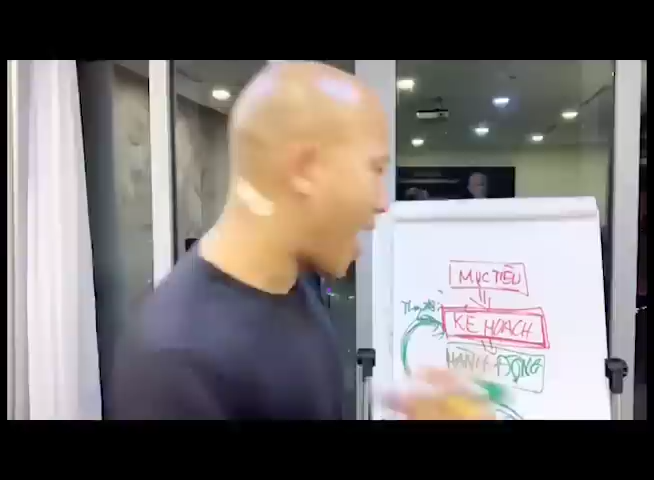 MỤC TIÊU
KẾ HOẠCH
HÀNH ĐỘNG